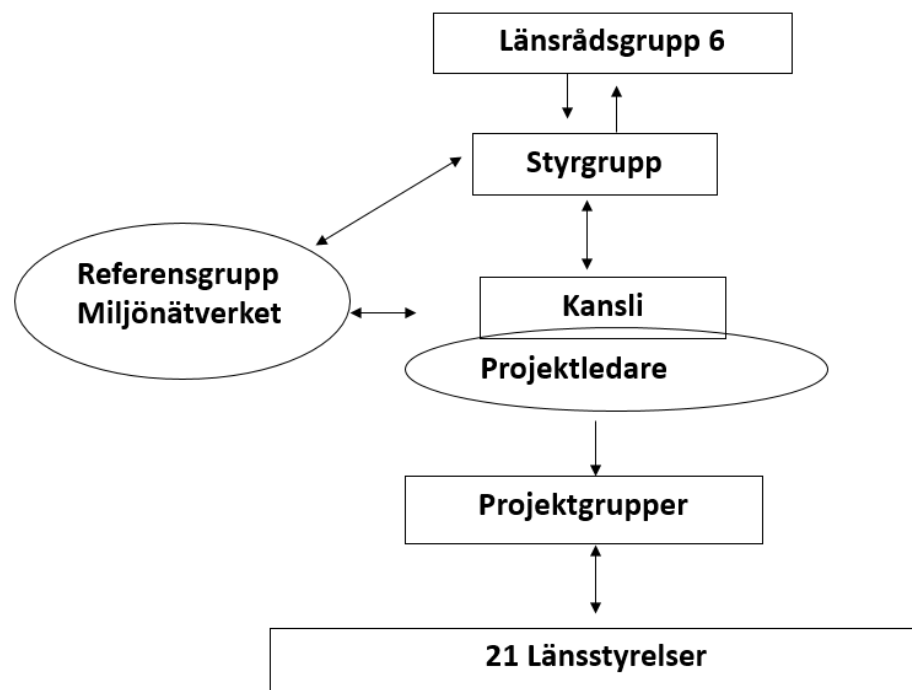 Länsrådsgrupp 6
Styrgrupp
Referensgrupp
Miljönätverket
Kansli
Projektledare
Projektgrupper
21 Länsstyrelser